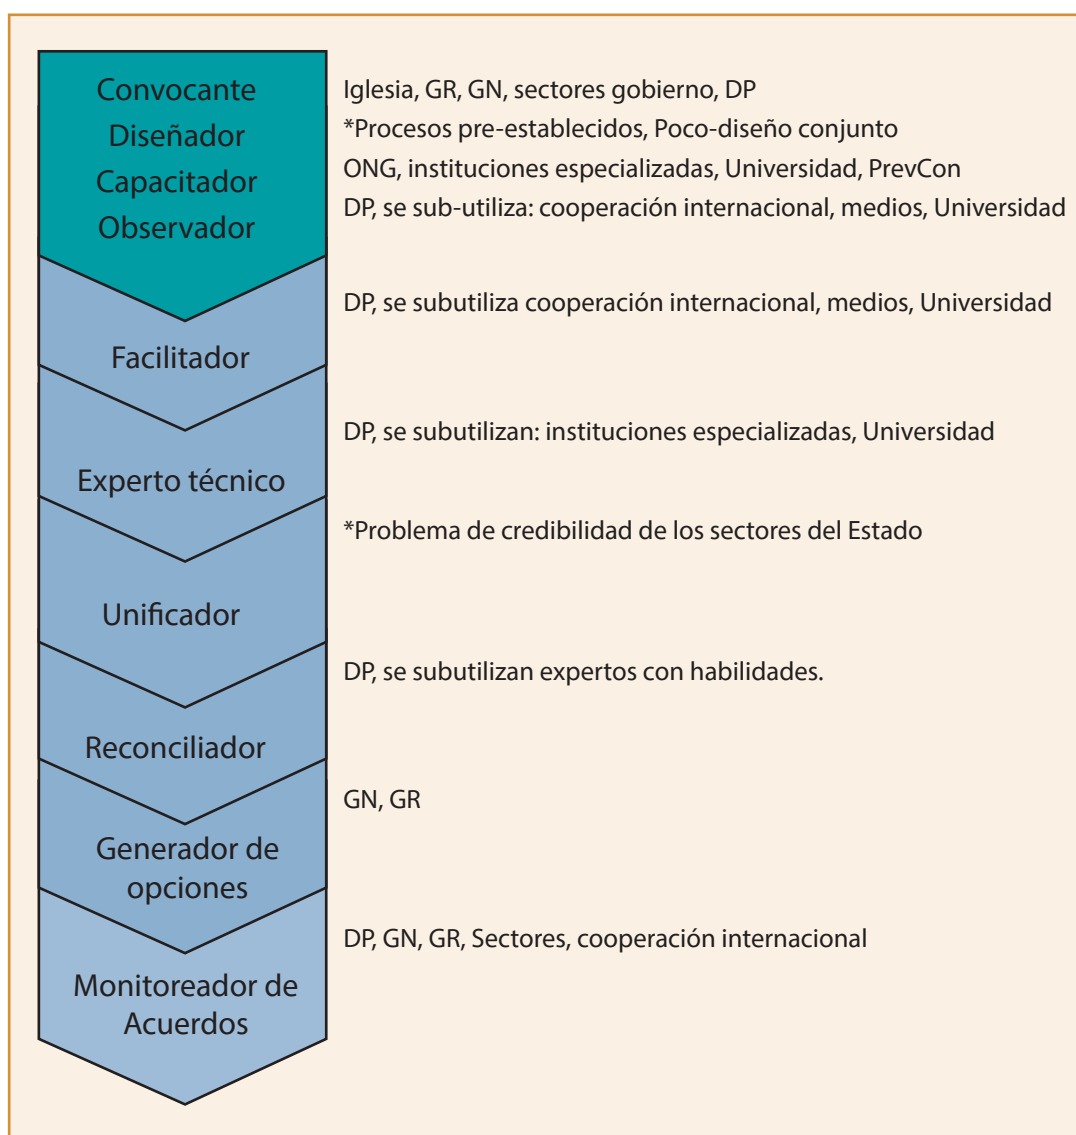 Convocante
Diseñador
Capacitador
Observador
Iglesia, GR, GN, sectores gobierno, DP
*Procesos pre-establecidos, Poco-diseño conjunto
ONG, instituciones especializadas, Universidad, PrevCon
DP, se sub-utiliza: cooperación internacional, medios, Universidad
Facilitador
DP, se subutiliza cooperación internacional, medios, Universidad
Experto técnico
DP, se subutilizan: instituciones especializadas, Universidad
Unificador
*Problema de credibilidad de los sectores del Estado
Reconciliador
DP, se subutilizan expertos con habilidades.
Generador de
opciones
GN, GR
Monitoreador de
Acuerdos
DP, GN, GR, Sectores, cooperación internacional